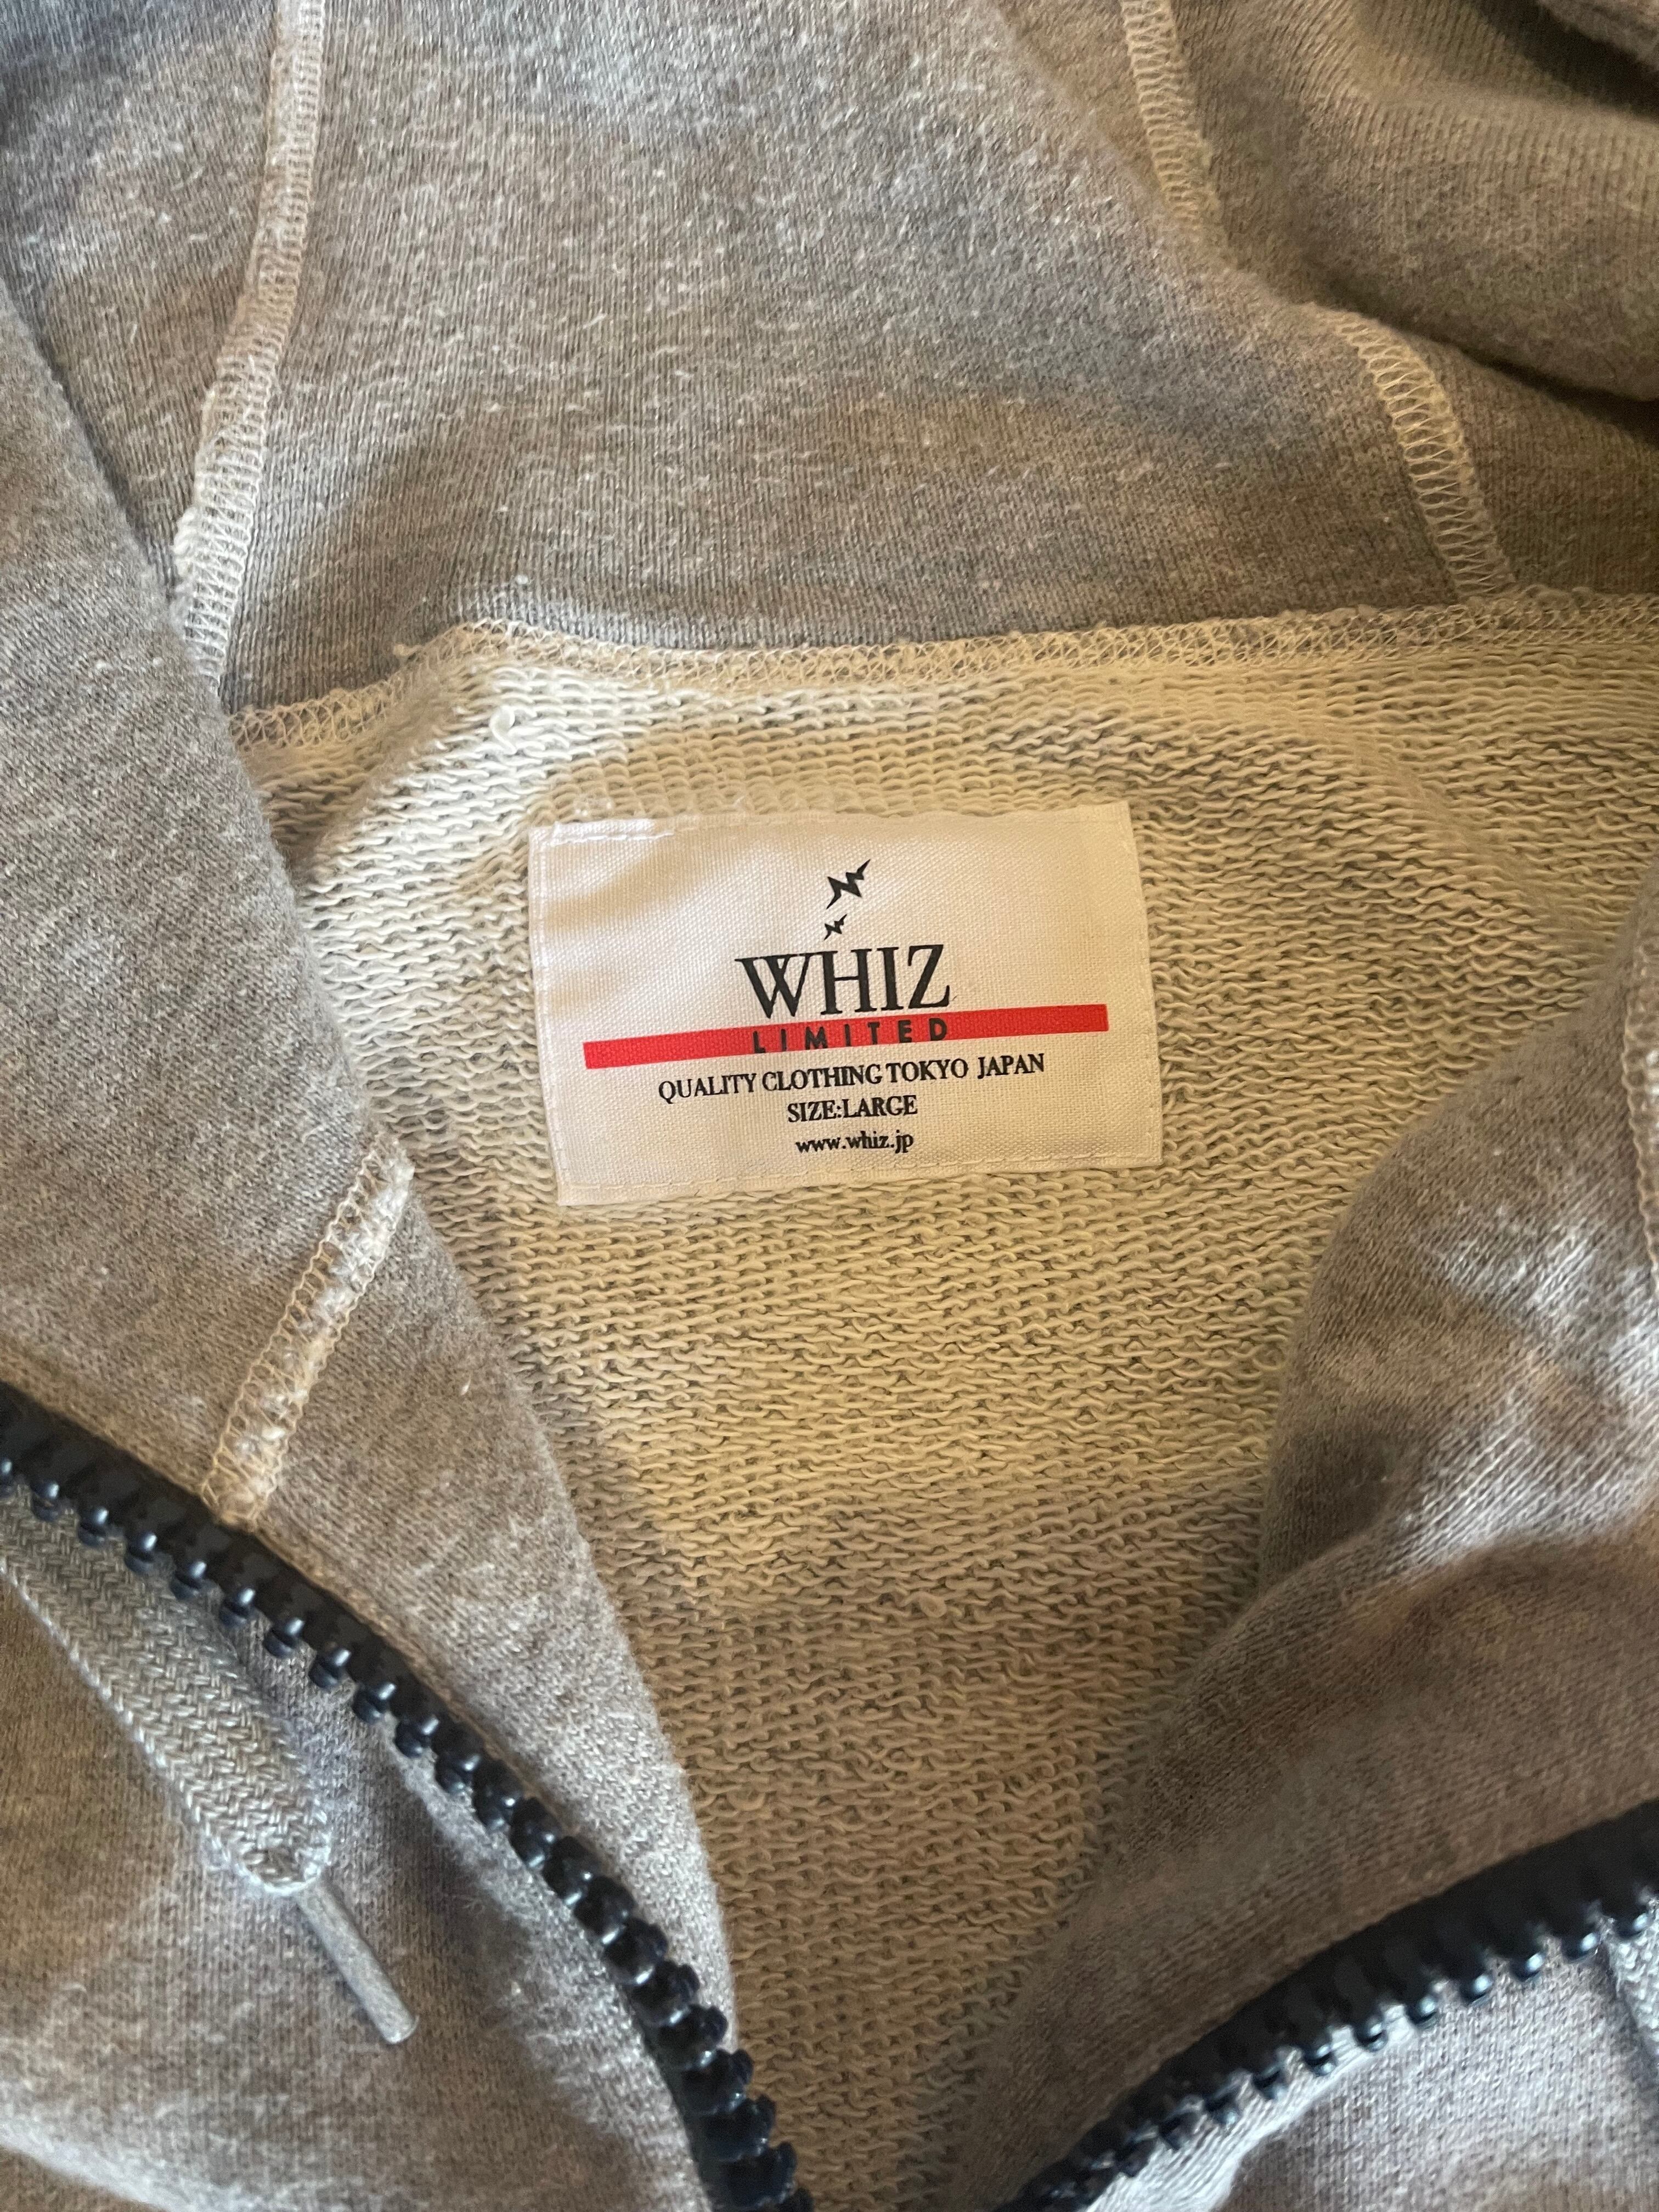 WHIZ
LIMITED
QUALITY CLOTHING TOKYO JAPAN
SIZE:LARGE
www.whiz.jp